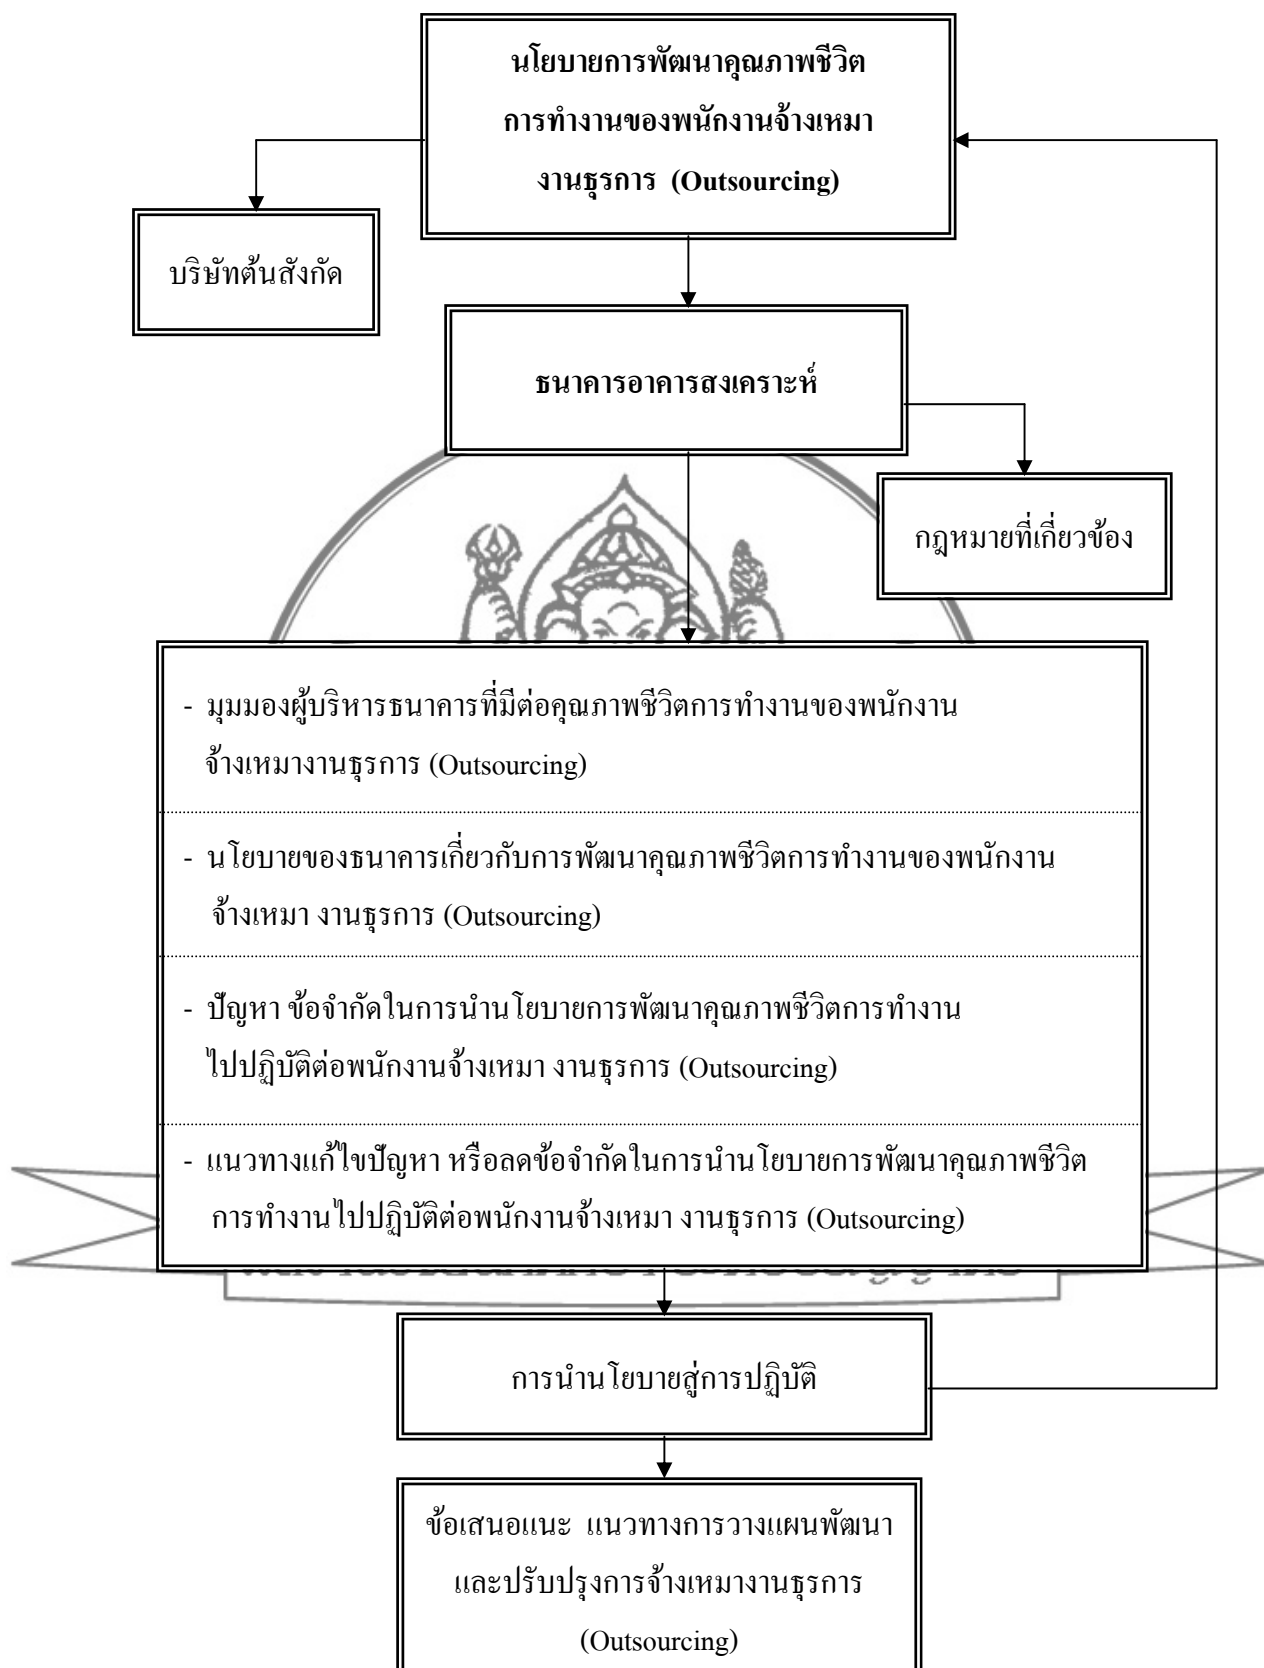 นโยบายการพัฒนาคุณภาพชีวิต
การทำงานของพนักงานจ้างเหมา
งานธุรการ (Outsourcing)
บริษัทต้นสังกัด
ธนาคารอาคารสงเคราะห์
กฎหมายที่เกี่ยวข้อง
- มุมมองผู้บริหารธนาคารที่มีต่อคุณภาพชีวิตการทำงานของพนักงาน
จ้างเหมางานธุรการ (Outsourcing)
- นโยบายของธนาคารเกี่ยวกับการพัฒนาคุณภาพชีวิตการทำงานของพนักงาน
จ้างเหมา งานธุรการ (Outsourcing)
- ปัญหา ข้อจำกัดในการนำนโยบายการพัฒนาคุณภาพชีวิตการทำงาน
ไปปฏิบัติต่อพนักงานจ้างเหมา งานธุรการ (Outsourcing)
- แนวทางแก้ไขปัญหา หรือลดข้อจำกัดในการนำนโยบายการพัฒนาคุณภาพชีวิต
การทำงานไปปฏิบัติต่อพนักงานจ้างเหมา งานธุรการ (Outsourcing)
การนำนโยบายสู่การปฏิบัติ
ข้อเสนอแนะ แนวทางการวางแผนพัฒนา
และปรับปรุงการจ้างเหมางานธุรการ
(Outsourcing)